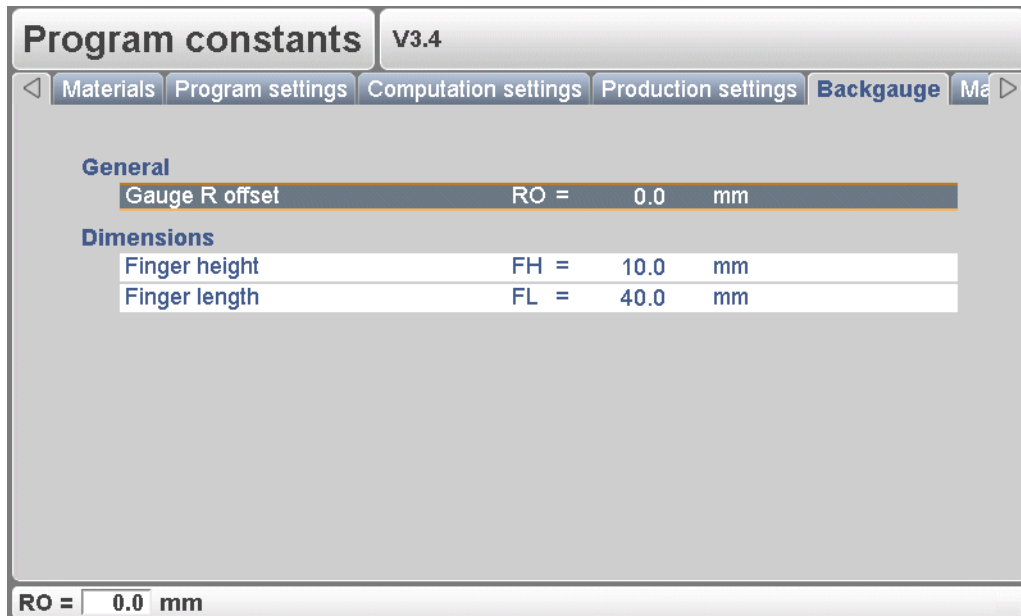 Program constants V3.4
Materials Program settings Computation settings Production settings Backgauge Ma
General
Gauge R offset RO = 0.0 mm
Dimensions
Finger height FH = 10.0 mm
Finger length FL = 40.0 mm
RO = 0.0 mm